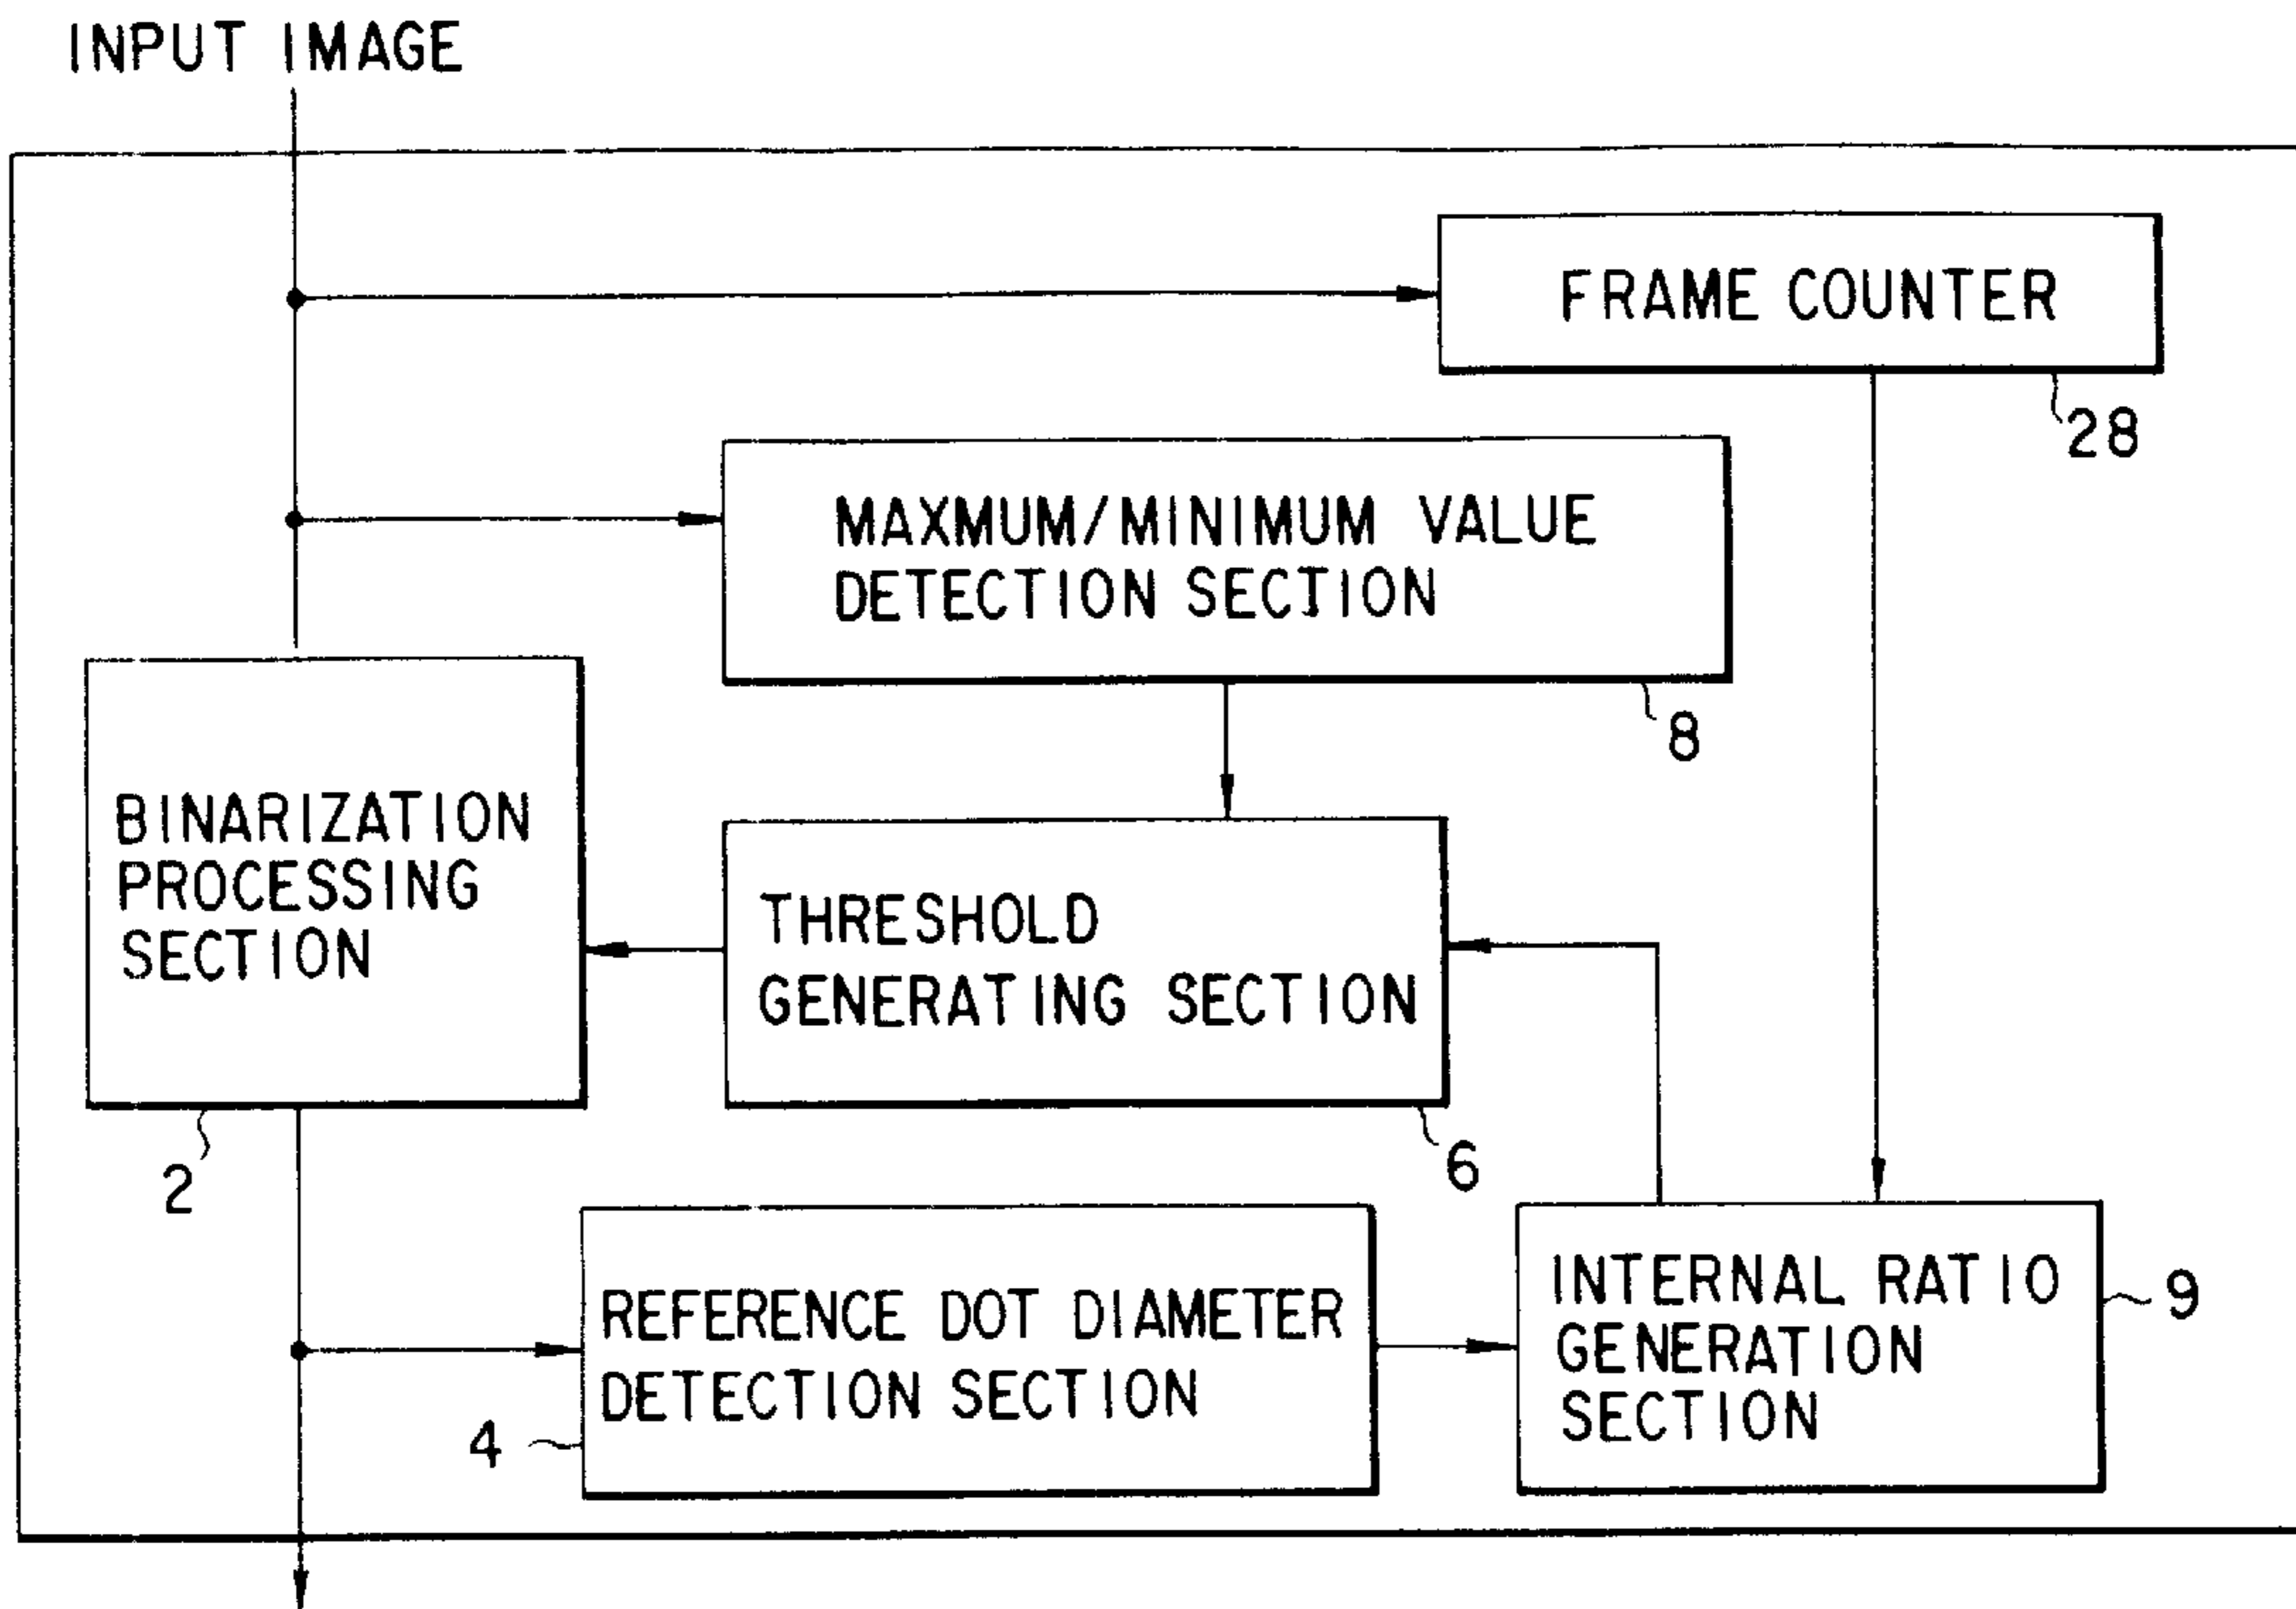 INPUT IMAGE
FRAME COUNTER
28
MAXMUM/MINIMUM VALUE
DETECTION SECTION
8
BINARIZATION
PROCESSING
SECTION
2
THRESHOLD
GENERATING SECTION
6
REFERENCE DOT DIAMETER
DETECTION SECTION
4
INTERNAL RATIO
GENERATION
SECTION
9